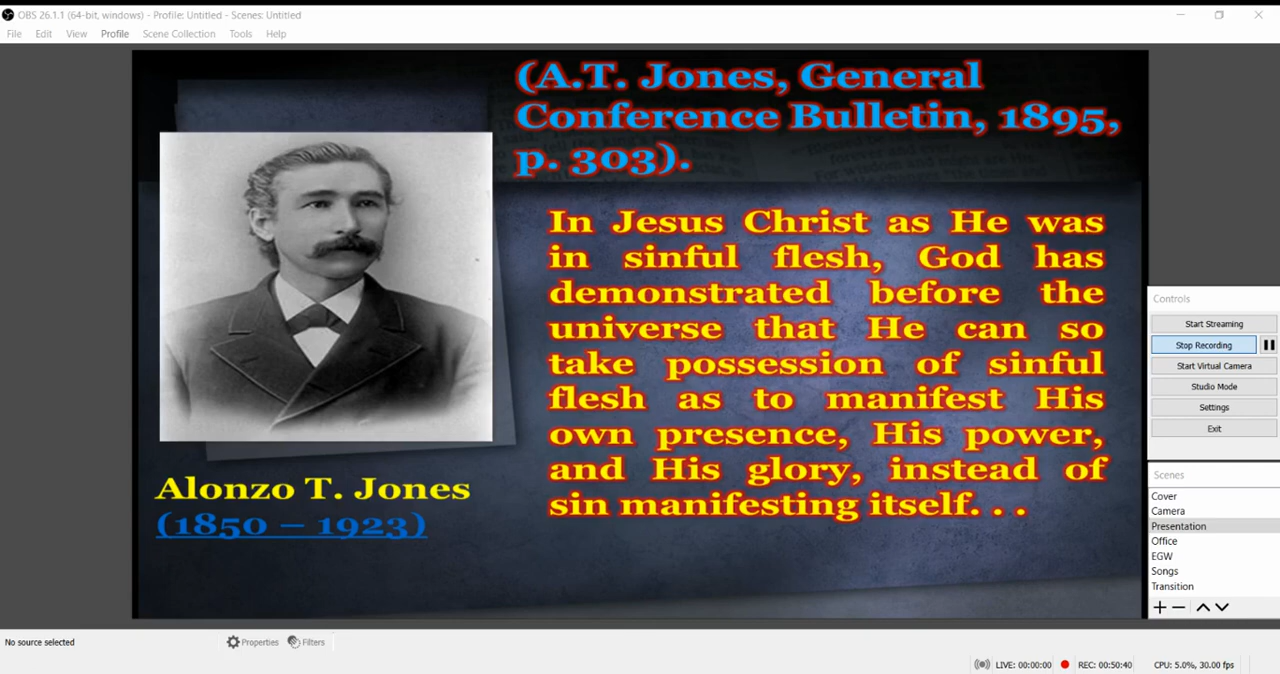 OBS 26.1.1 (64-bit, windows) - Profile: Untitled - Scenes: Untitled
File Edit View Profile Scene Collection Tools Help
(A.T. Jones, General
Conference Bulletin, 1895,
p. 303).
In Jesus Christ as He was
in sinful flesh, God has
demonstrated before the
universe that He can so
take possession of sinful
flesh as to manifest His
own presence, His power,
and His glory, instead of
sin manifesting itself. . .
Alonzo T. Jones
(1850 – 1923)
Controls
Start Streaming
Stop Recording
Start Virtual Camera
Studio Mode
Settings
Exit
Scenes
Cover
Camera
Presentation
Office
EGW
Songs
Transition
No source selected
Properties Filters
LIVE: 00:00:00 REC: 00:50:40 CPU: 5.0%, 30.00 fps